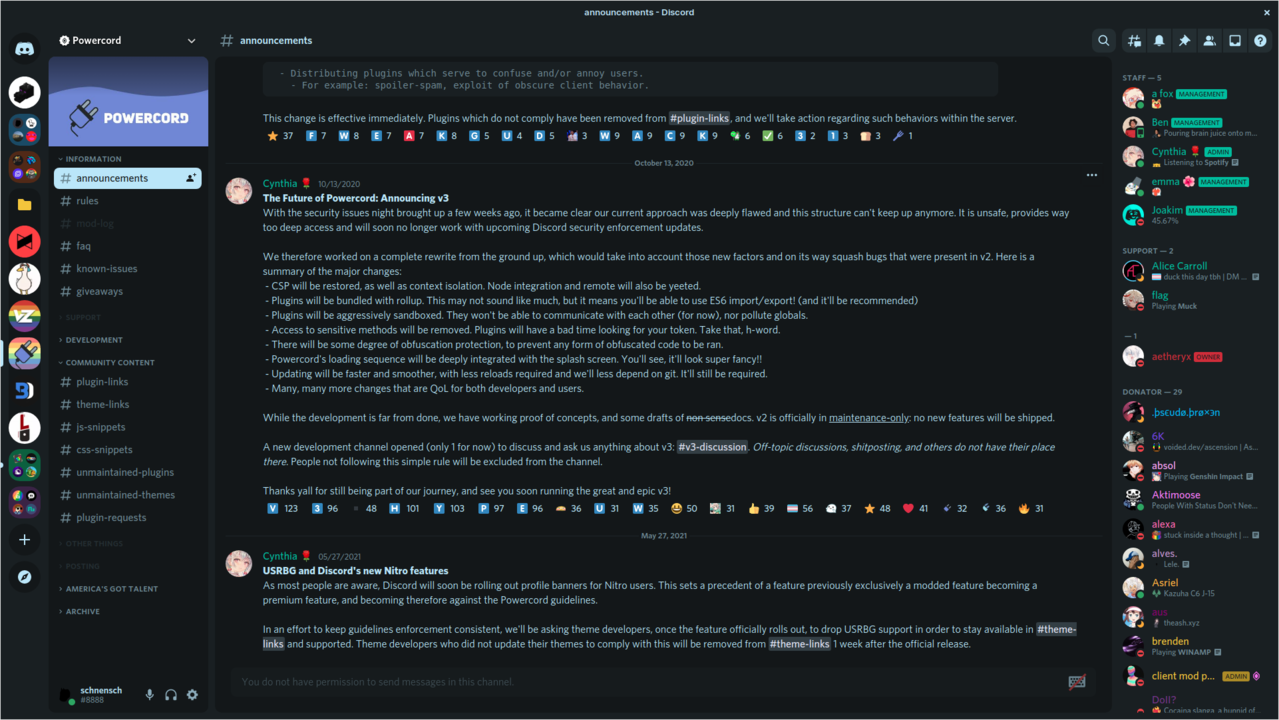 announcements - Discord
Powercord
announcements
POWERCORD
INFORMATION
announcements
rules
mod-log
faq
known-issues
giveaways
SUPPORT
DEVELOPMENT
COMMUNITY CONTENT
plugin-links
theme-links
js-snippets
css-snippets
unmaintained-plugins
unmaintained-themes
plugin-requests
OTHER THINGS
POSTING
AMERICA'S GOT TALENT
ARCHIVE
schnensch
#8888
- Distributing plugins which serve to confuse and/or annoy users.
- For example: spoiler-spam, exploit of obscure client behavior.
This change is effective immediately. Plugins which do not comply have been removed from #plugin-links, and we'll take action regarding such behaviors within the server.
37 F 7 W 8 E 7 A 7 K 8 G 5 U 4 D 5 3 W 9 A 9 C 9 K 9 6 6 3 2 1 3 3 1
October 13, 2020
Cynthia 10/13/2020
The Future of Powercord: Announcing v3
With the security issues night brought up a few weeks ago, it became clear our current approach was deeply flawed and this structure can't keep up anymore. It is unsafe, provides
way too deep access and will soon no longer work with upcoming Discord security enforcement updates.
We therefore worked on a complete rewrite from the ground up, which would take into account those new factors and on its way squash bugs that were present in v2. Here is a
summary of the major changes:
- CSP will be restored, as well as context isolation. Node integration and remote will also be yeeted.
- Plugins will be bundled with rollup. This may not sound like much, but it means you'll be able to use ES6 import/export! (and it'll be recommended)
- Plugins will be aggressively sandboxed. They won't be able to communicate with each other (for now), nor pollute globals.
- Access to sensitive methods will be removed. Plugins will have a bad time looking for your token. Take that, h-word.
- There will be some degree of obfuscation protection, to prevent any form of obfuscated code to be ran.
- Powercord's loading sequence will be deeply integrated with the splash screen. You'll see, it'll look super fancy!!
- Updating will be faster and smoother, with less reloads required and we'll less depend on git. It'll still be required.
- Many, many more changes that are QoL for both developers and users.
While the development is far from done, we have working proof of concepts, and some drafts of non-sensedocs. v2 is officially in maintenance-only: no new features will be shipped.
A new development channel opened (only 1 for now) to discuss and ask us anything about v3: #v3-discussion. Off-topic discussions, shitposting, and others do not have their place
there. People not following this simple rule will be excluded from the channel.
Thanks yall for still being part of our journey, and see you soon running the great and epic v3!
V 123 3 96 48 H 101 Y 103 P 97 E 96 36 U 31 W 35 50 31 39 56 37 48 41 32 36 31
May 27, 2021
Cynthia 05/27/2021
USRBG and Discord's new Nitro features
As most people are aware, Discord will soon be rolling out profile banners for Nitro users. This sets a precedent of a feature previously exclusively a modded feature becoming a
premium feature, and becoming therefore against the Powercord guidelines.
In an effort to keep guidelines enforcement consistent, we'll be asking theme developers, once the feature officially rolls out, to drop USRBG support in order to stay available in #theme-
links and supported. Theme developers who did not update their themes to comply with this will be removed from #theme-links 1 week after the official release.
You do not have permission to send messages in this channel.
STAFF — 5
a fox MANAGEMENT
Ben MANAGEMENT
Pouring brain juice onto m...
Cynthia ADMIN
Listening to Spotify
emma MANAGEMENT
Joakim MANAGEMENT
45.67%
SUPPORT — 2
Alice Carroll
duck this day tbh | DM ...
flag
Playing Muck
— 1
aetheryx OWNER
DONATOR — 29
.þsєudø.þrø×ɔn
6K
voided.dev/ascension | As...
absol
Playing Genshin Impact
Aktimoose
People With Status Don't Nee...
alexa
stuck inside a thought | ...
alves.
Lele.
Asriel
Kazuha C6 J-15
aus
theash.xyz
brenden
Playing WINAMP
client mod p... ADMIN
Doll?
Cocaina slanga, a hunnid of...